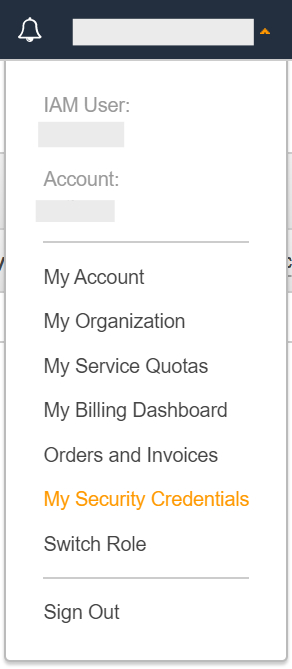 IAM User:
Account:
My Account
My Organization
My Service Quotas
My Billing Dashboard
Orders and Invoices
My Security Credentials
Switch Role
Sign Out